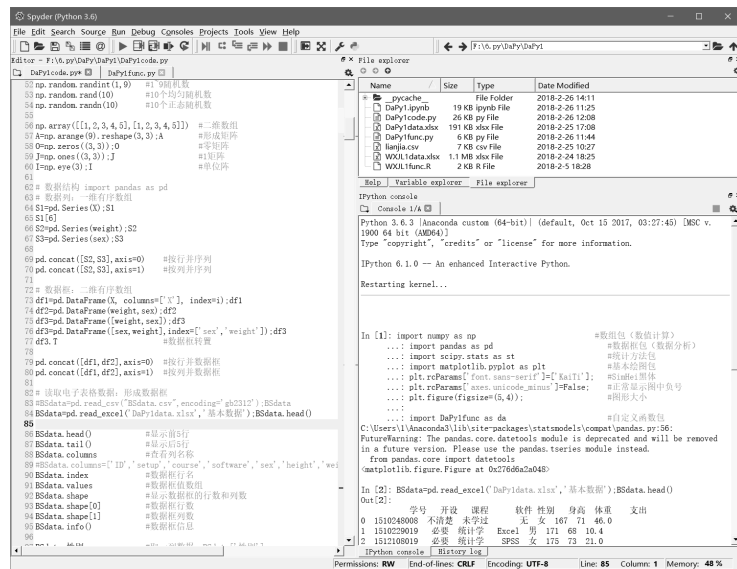 Spyder (Python 3.6)
File Edit Search Source Run Debug Consoles Projects Tools View Help
F:\6.py\DaPy\DaPy1
Editor - F:\6.py\DaPy\DaPy1\DaPy1code.py
DaPy1code.py*
DaPy1func.py
52 np.random.randint(1,9) #1~9随机数
53 np.random.rand(10) #10个均匀随机数
54 np.random.randn(10) #10个正态随机数
55
56 np.array([[1,2,3,4,5],[1,2,3,4,5]]) #二维数组
57 A=np.arange(9).reshape(3,3);A #形成矩阵
58 O=np.zeros((3,3));O #零矩阵
59 J=np.ones((3,3));J #1矩阵
60 I=np.eye(3);I #单位阵
61
62 # 数据结构 import pandas as pd
63 # 数据列:一维有序数组
64 S1=pd.Series(X);S1
65 S1[6]
66 S2=pd.Series(weight);S2
67 S3=pd.Series(sex);S3
68
69 pd.concat([S2,S3],axis=0) #按行并序列
70 pd.concat([S2,S3],axis=1) #按列并序列
71
72 # 数据框:二维有序数组
73 df1=pd.DataFrame(X, columns=['X'], index=i);df1
74 df2=pd.DataFrame(weight,sex);df2
75 df3=pd.DataFrame([weight,sex]);df3
76 df3=pd.DataFrame([sex,weight],index=['sex','weight']);df3
77 df3.T #数据框转置
78
79 pd.concat([df1,df2],axis=0) #按行并数据框
80 pd.concat([df1,df2],axis=1) #按列并数据框
81
82 # 读取电子表格数据:形成数据框
83 #BSdata=pd.read_csv("BSdata.csv",encoding='gb2312');BSdata
84 BSdata=pd.read_excel('DaPy1data.xlsx','基本数据');BSdata.head()
85
86 BSdata.head() #显示前5行
87 BSdata.tail() #显示后5行
88 BSdata.columns #查看列名称
89 #BSdata.columns=['ID','setup','course','software','sex','height','wei
90 BSdata.index #数据框行名
91 BSdata.values #数据框值数组
92 BSdata.shape #显示数据框的行数和列数
93 BSdata.shape[0] #数据框行数
94 BSdata.shape[1] #数据框列数
95 BSdata.info() #数据框信息
96
File explorer
Name Size Type Date Modified
__pycache__ File Folder 2018-2-26 14:11
DaPy1.ipynb 19 KB ipynb File 2018-2-26 11:25
DaPy1code.py 26 KB py File 2018-2-26 12:08
DaPy1data.xlsx 191 KB xlsx File 2018-2-25 17:08
DaPy1func.py 6 KB py File 2018-2-26 11:44
lianjia.csv 7 KB csv File 2018-2-25 10:27
WXJL1data.xlsx 1.1 MB xlsx File 2018-2-24 18:25
WXJL1func.R 2 KB R File 2018-2-5 18:28
Help Variable explorer File explorer
IPython console
Console 1/A
Python 3.6.3 |Anaconda custom (64-bit)| (default, Oct 15 2017, 03:27:45) [MSC v.
1900 64 bit (AMD64)]
Type "copyright", "credits" or "license" for more information.
IPython 6.1.0 -- An enhanced Interactive Python.
Restarting kernel...
In [1]: import numpy as np #数组包(数值计算)
...: import pandas as pd #数据框包(数据分析)
...: import scipy.stats as st #统计方法包
...: import matplotlib.pyplot as plt #基本绘图包
...: plt.rcParams['font.sans-serif']=['KaiTi']; #SimHei黑体
...: plt.rcParams['axes.unicode_minus']=False; #正常显示图中负号
...: plt.figure(figsize=(5,4)); #图形大小
...:
...: import DaPy1func as da #自定义函数包
C:\Users\1\Anaconda3\lib\site-packages\statsmodels\compat\pandas.py:56:
FutureWarning: The pandas.core.datetools module is deprecated and will be removed
in a future version. Please use the pandas.tseries module instead.
from pandas.core import datetools
<matplotlib.figure.Figure at 0x276d6a2a048>
In [2]: BSdata=pd.read_excel('DaPy1data.xlsx','基本数据');BSdata.head()
Out[2]:
学号 开设 课程 软件 性别 身高 体重 支出
0 1510248008 不清楚 未学过 无 女 167 71 46.0
1 1510229019 必要 统计学 Excel 男 171 68 10.4
2 1512108019 必要 统计学 SPSS 女 175 73 21.0
IPython console History log
Permissions: RW End-of-lines: CRLF Encoding: UTF-8 Line: 85 Column: 1 Memory: 48 %